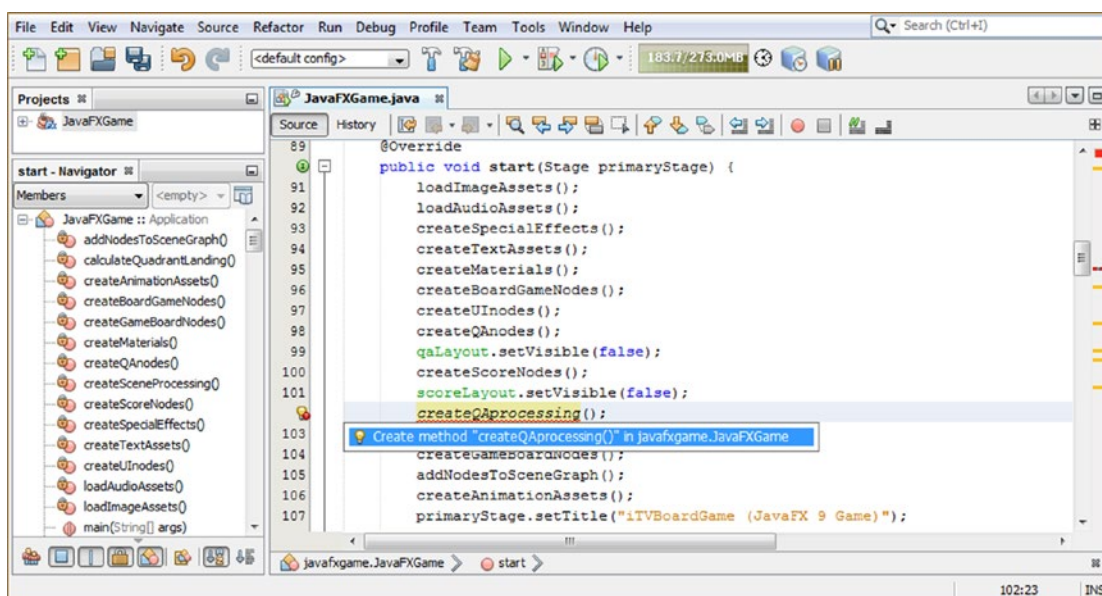 File Edit View Navigate Source Refactor Run Debug Profile Team Tools Window Help Search (Ctrl+I)
<default config> 183.7/273.0MB
Projects
JavaFXGame
start - Navigator
Members <empty>
JavaFXGame :: Application
addNodesToSceneGraph()
calculateQuadrantLanding()
createAnimationAssets()
createBoardGameNodes()
createGameBoardNodes()
createMaterials()
createQAnodes()
createSceneProcessing()
createScoreNodes()
createSpecialEffects()
createTextAssets()
createUInodes()
loadAudioAssets()
loadImageAssets()
main(String[] args)
JavaFXGame.java
Source History
89 @Override
public void start(Stage primaryStage) {
91 loadImageAssets();
92 loadAudioAssets();
93 createSpecialEffects();
94 createTextAssets();
95 createMaterials();
96 createBoardGameNodes();
97 createUInodes();
98 createQAnodes();
99 qaLayout.setVisible(false);
100 createScoreNodes();
101 scoreLayout.setVisible(false);
createQAprocessing();
103 Create method "createQAprocessing()" in javafxgame.JavaFXGame
104 createGameBoardNodes();
105 addNodesToSceneGraph();
106 createAnimationAssets();
107 primaryStage.setTitle("iTVBoardGame (JavaFX 9 Game)");
javafxgame.JavaFXGame start
102:23 INS